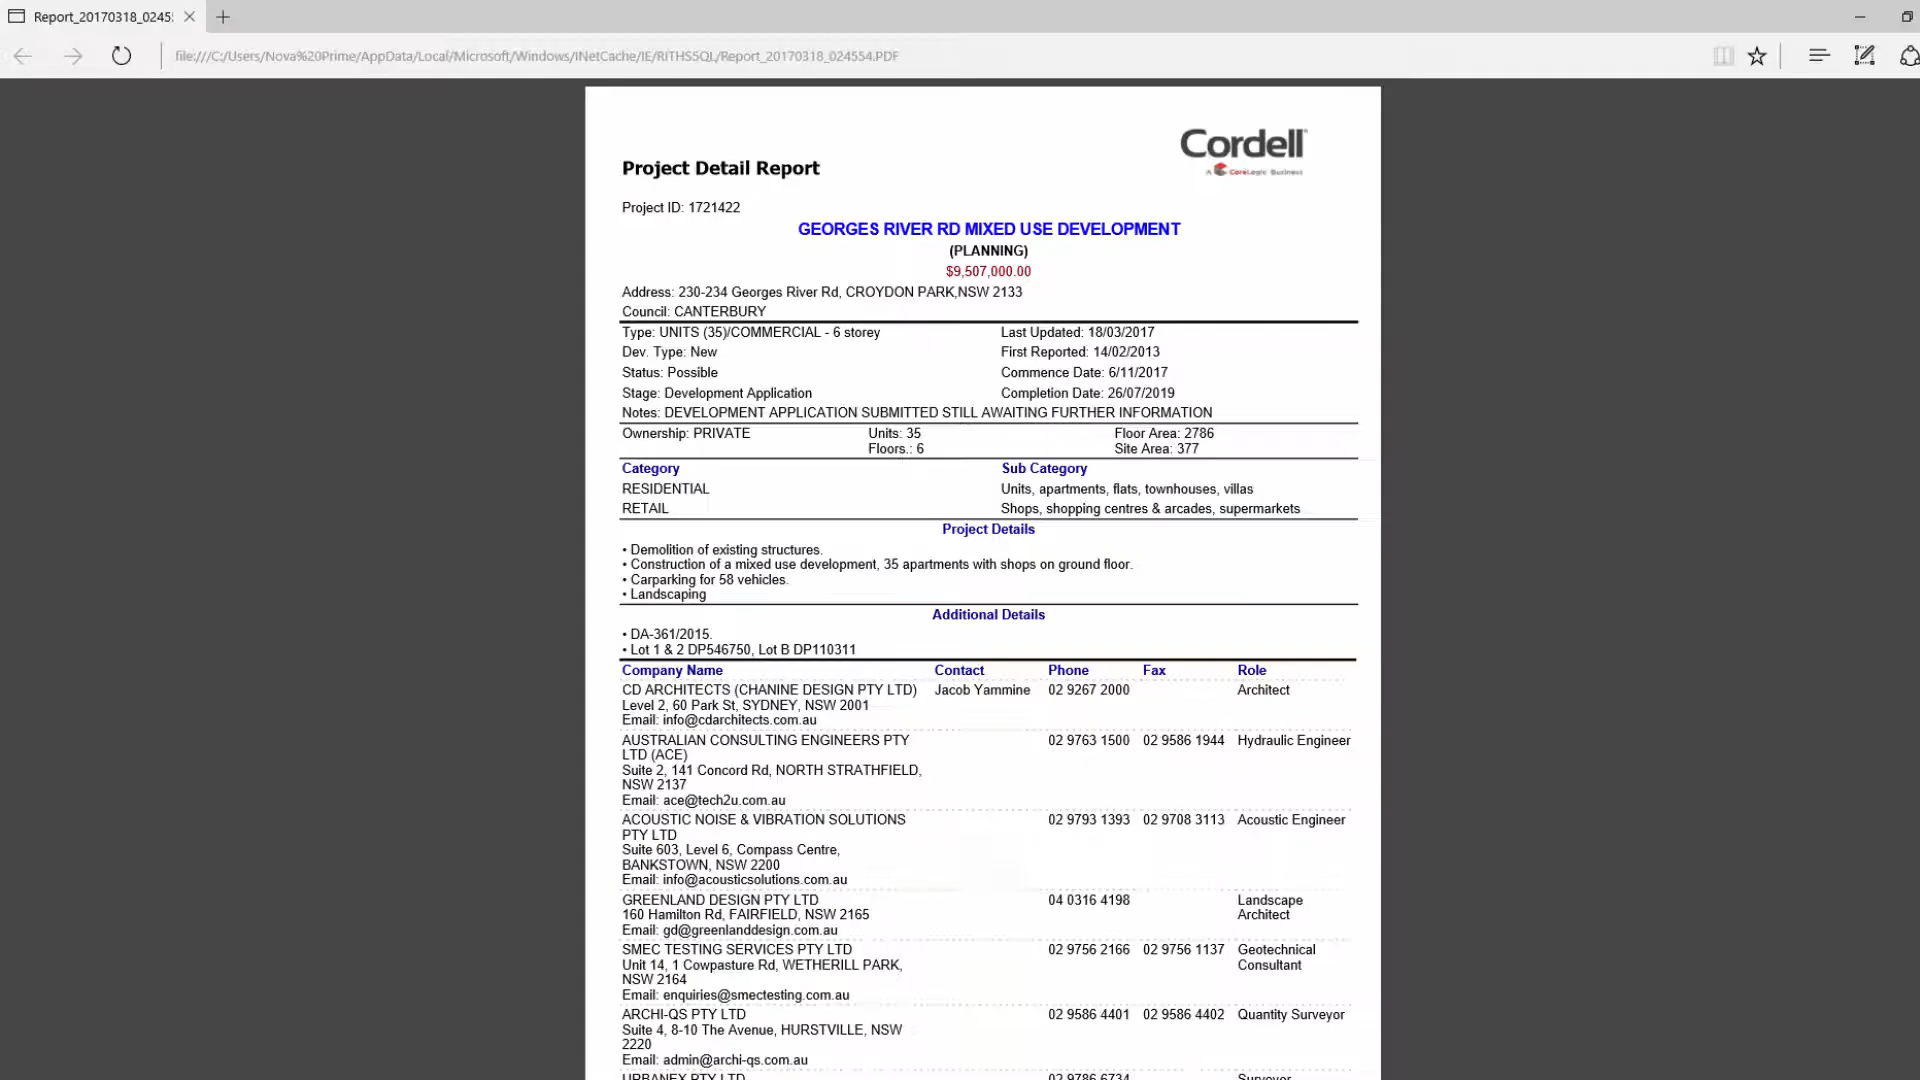 Report_20170318_0245
file:///C:/Users/Nova%20Prime/AppData/Local/Microsoft/Windows/INetCache/IE/RITHS5QL/Report_20170318_024554.PDF
Cordell
A CoreLogic Business
Project Detail Report
Project ID: 1721422
GEORGES RIVER RD MIXED USE DEVELOPMENT
(PLANNING)
$9,507,000.00
Address: 230-234 Georges River Rd, CROYDON PARK,NSW 2133
Council: CANTERBURY
Type: UNITS (35)/COMMERCIAL - 6 storey Last Updated: 18/03/2017
Dev. Type: New First Reported: 14/02/2013
Status: Possible Commence Date: 6/11/2017
Stage: Development Application Completion Date: 26/07/2019
Notes: DEVELOPMENT APPLICATION SUBMITTED STILL AWAITING FURTHER INFORMATION
Ownership: PRIVATE Units: 35 Floor Area: 2786
Floors.: 6 Site Area: 377
Category Sub Category
RESIDENTIAL Units, apartments, flats, townhouses, villas
RETAIL Shops, shopping centres & arcades, supermarkets
Project Details
• Demolition of existing structures.
• Construction of a mixed use development, 35 apartments with shops on ground floor.
• Carparking for 58 vehicles.
• Landscaping
Additional Details
• DA-361/2015.
• Lot 1 & 2 DP546750, Lot B DP110311
Company Name Contact Phone Fax Role
CD ARCHITECTS (CHANINE DESIGN PTY LTD) Jacob Yammine 02 9267 2000 Architect
Level 2, 60 Park St, SYDNEY, NSW 2001
Email: info@cdarchitects.com.au
AUSTRALIAN CONSULTING ENGINEERS PTY 02 9763 1500 02 9586 1944 Hydraulic Engineer
LTD (ACE)
Suite 2, 141 Concord Rd, NORTH STRATHFIELD,
NSW 2137
Email: ace@tech2u.com.au
ACOUSTIC NOISE & VIBRATION SOLUTIONS 02 9793 1393 02 9708 3113 Acoustic Engineer
PTY LTD
Suite 603, Level 6, Compass Centre,
BANKSTOWN, NSW 2200
Email: info@acousticsolutions.com.au
GREENLAND DESIGN PTY LTD 04 0316 4198 Landscape
160 Hamilton Rd, FAIRFIELD, NSW 2165 Architect
Email: gd@greenlanddesign.com.au
SMEC TESTING SERVICES PTY LTD 02 9756 2166 02 9756 1137 Geotechnical
Unit 14, 1 Cowpasture Rd, WETHERILL PARK, Consultant
NSW 2164
Email: enquiries@smectesting.com.au
ARCHI-QS PTY LTD 02 9586 4401 02 9586 4402 Quantity Surveyor
Suite 4, 8-10 The Avenue, HURSTVILLE, NSW
2220
Email: admin@archi-qs.com.au
URBANEX PTY LTD 02 9786 6734 Surveyor